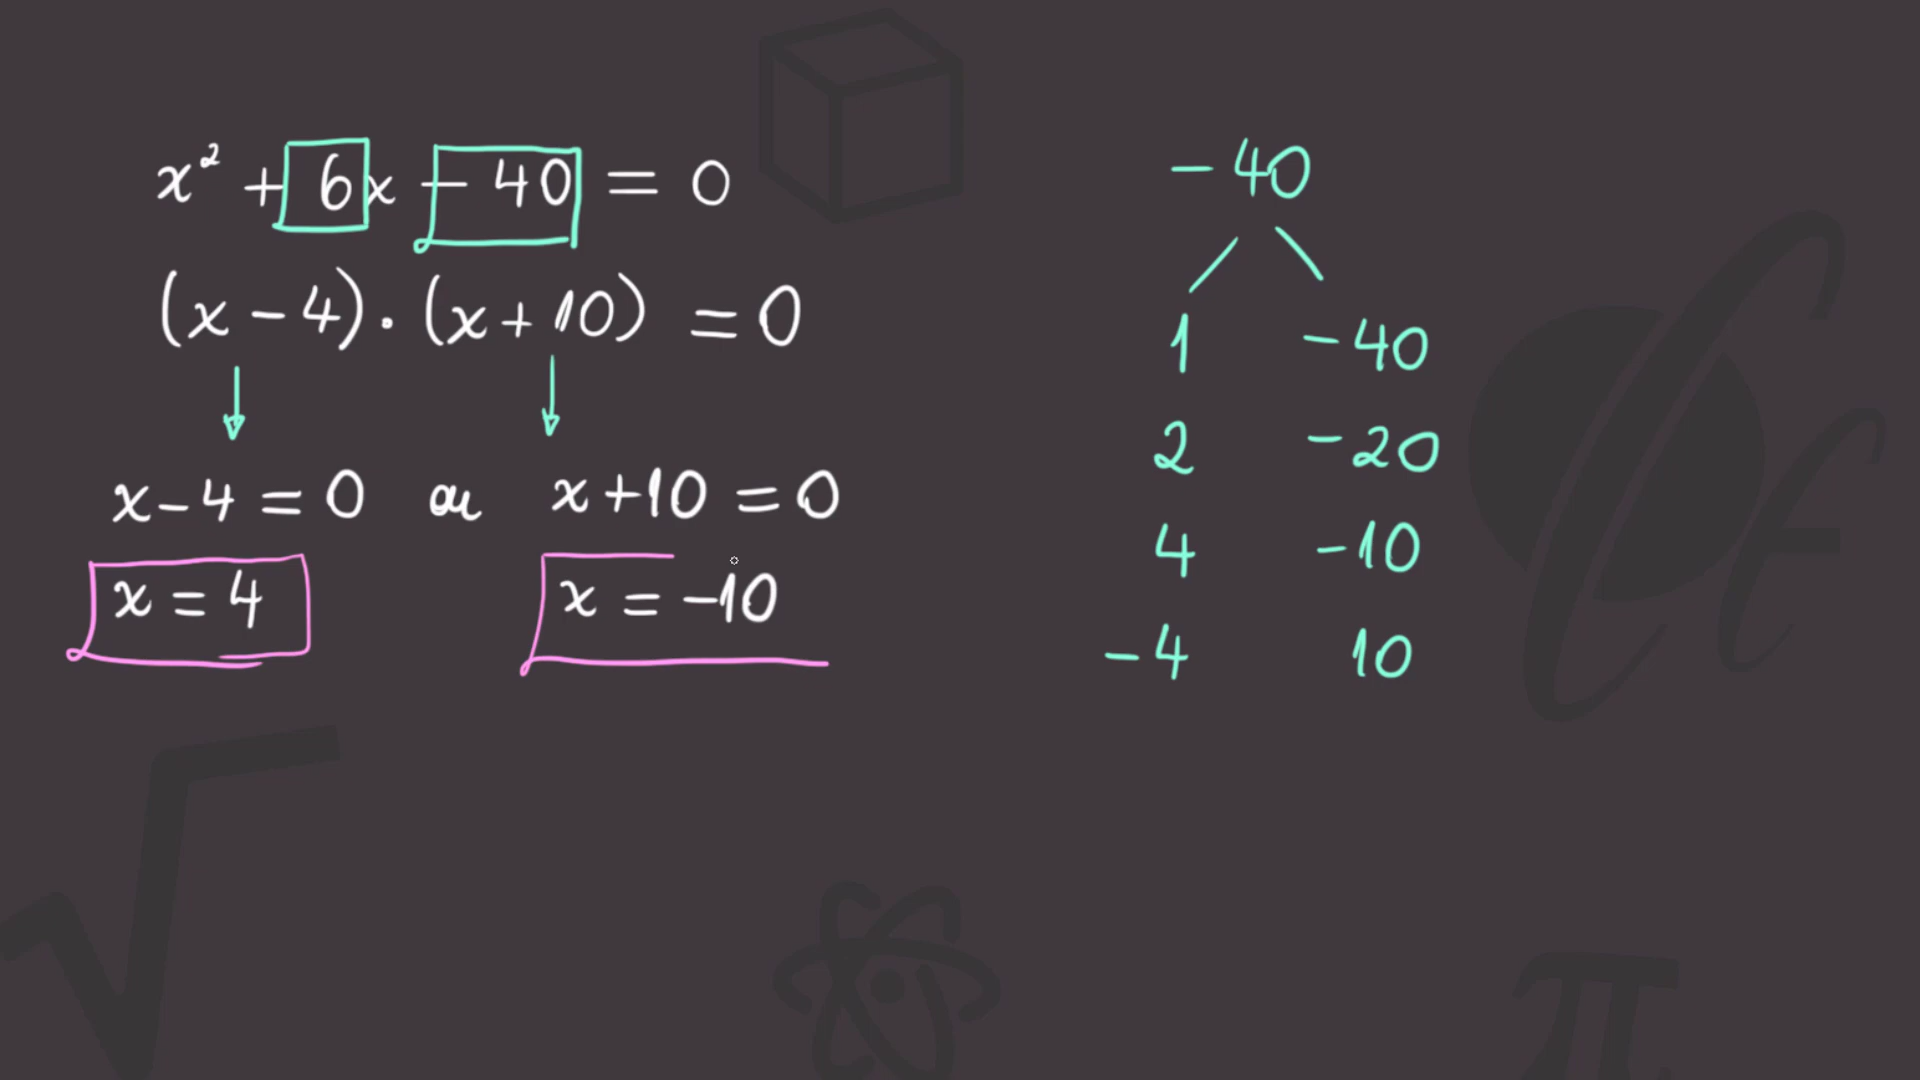 x² + 6x − 40 = 0
(x − 4) · (x + 10) = 0
x − 4 = 0 ou x + 10 = 0
x = 4 x = −10
−40
1 −40
2 −20
4 −10
−4 10